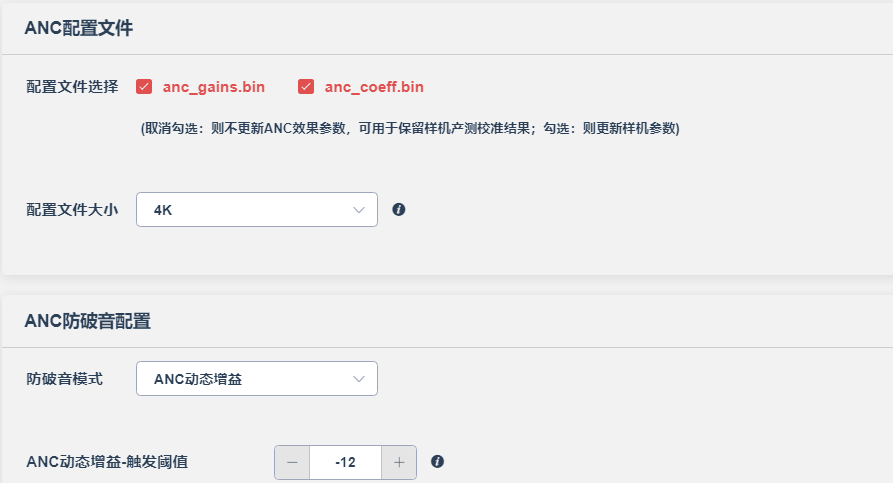 ANC配置文件
配置文件选择 anc_gains.bin anc_coeff.bin
(取消勾选：则不更新ANC效果参数，可用于保留样机产测校准结果；勾选：则更新样机参数)
配置文件大小 4K
ANC防破音配置
防破音模式 ANC动态增益
ANC动态增益-触发阈值 -12